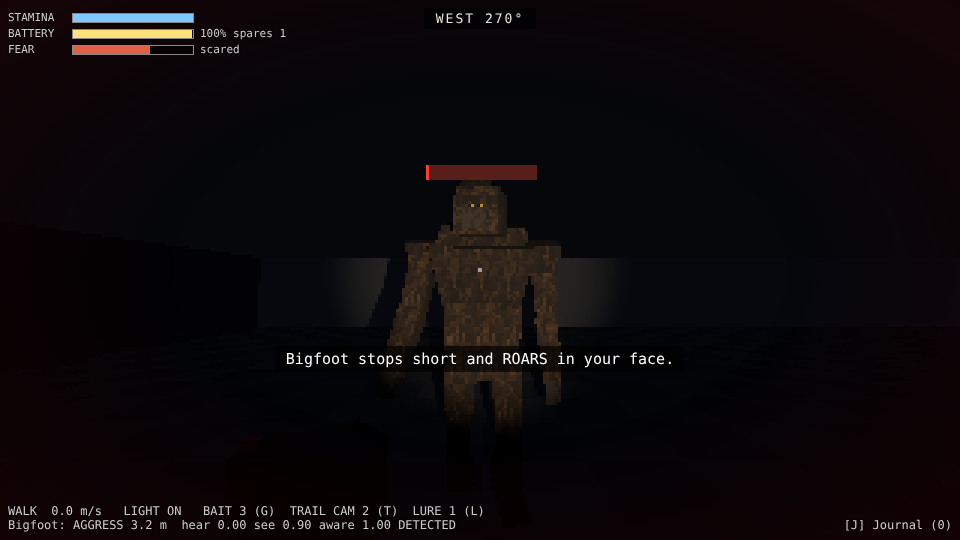 STAMINA
WEST 270°
BATTERY 100% spares 1
FEAR scared
Bigfoot stops short and ROARS in your face.
WALK 0.0 m/s LIGHT ON BAIT 3 (G) TRAIL CAM 2 (T) LURE 1 (L)
Bigfoot: AGGRESS 3.2 m hear 0.00 see 0.90 aware 1.00 DETECTED
[J] Journal (0)